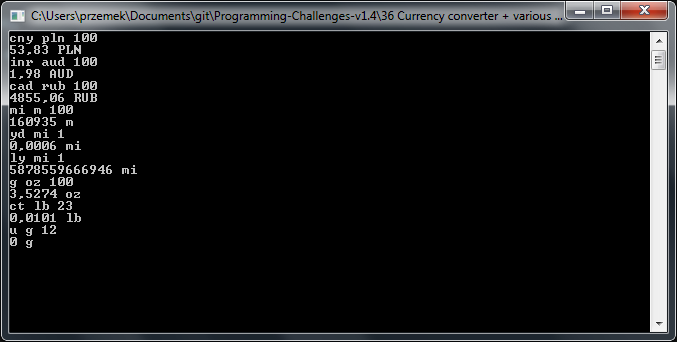 C:\Users\przemek\Documents\git\Programming-Challenges-v1.4\36 Currency converter + various ...
cny pln 100
53,83 PLN
inr aud 100
1,98 AUD
cad rub 100
4855,06 RUB
mi m 100
160935 m
yd mi 1
0,0006 mi
ly mi 1
5878559666946 mi
g oz 100
3,5274 oz
ct lb 23
0,0101 lb
u g 12
0 g